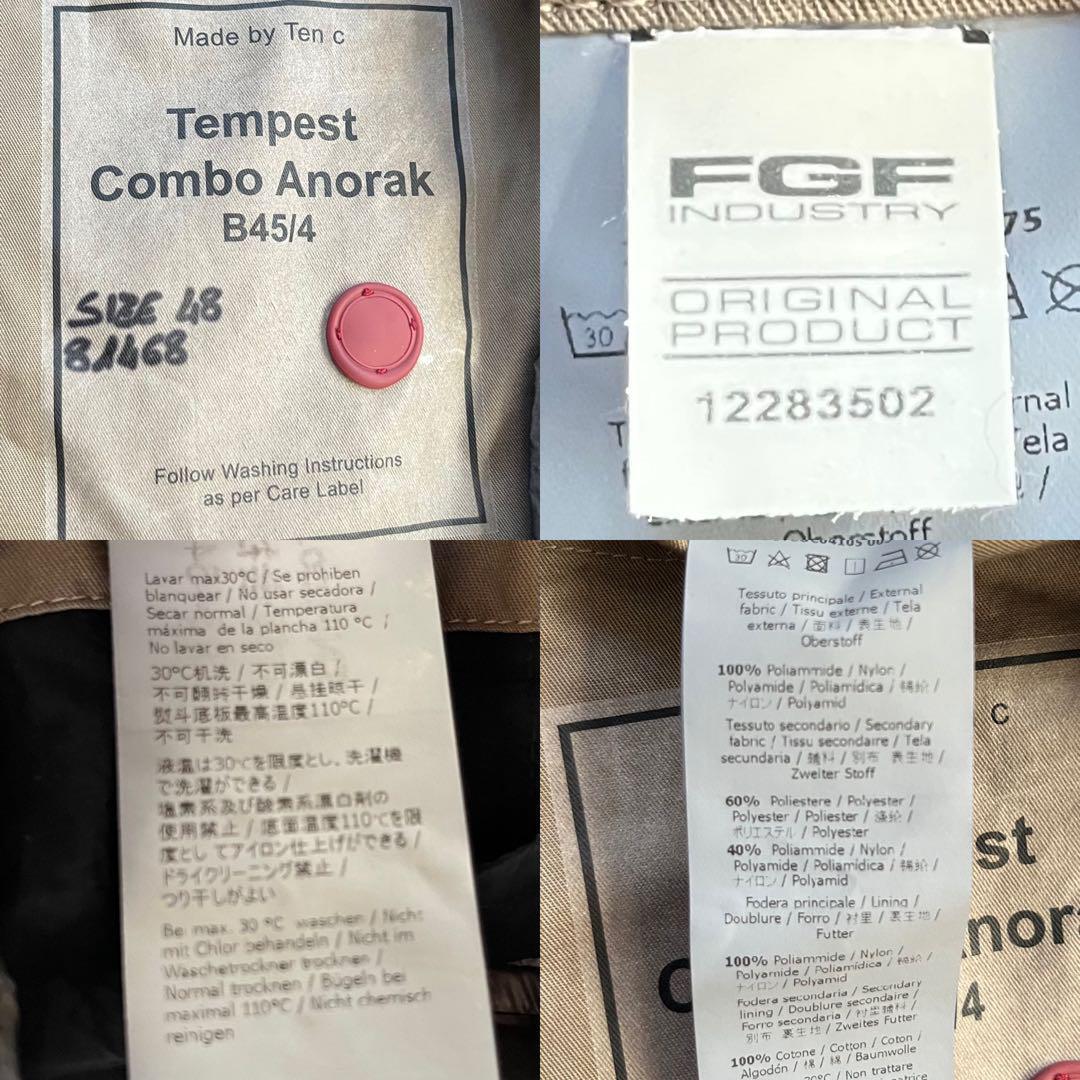 Made by Ten c
Tempest
Combo Anorak
B45/4
SIZE 48
81468
Follow Washing Instructions
as per Care Label
FGF
INDUSTRY
ORIGINAL
PRODUCT
12283502
75
30
rnal
ela
/
Oberstoff
Lavar max30°C / Se prohiben
blanquear / No usar secadora /
Secar normal / Temperatura
máxima de la plancha 110 °C /
No lavar en seco
30°C机洗 / 不可漂白 /
不可翻转干燥 / 悬挂晾干 /
熨斗底板最高温度110°C /
不可干洗
液温は30℃を限度とし、洗濯機
で洗濯ができる /
塩素系及び酸素系漂白剤の
使用禁止 / 底面温度110℃を限
度としてアイロン仕上げができる /
ドライクリーニング禁止 /
つり干しがよい
Bei max. 30 °C waschen / Nicht
mit Chlor behandeln / Nicht im
Waschetrockner trocknen /
Normal trocknen / Bügeln bei
maximal 110°C / Nicht chemisch
reinigen
30
Tessuto principale / External
fabric / Tissu externe / Tela
externa / 面料 / 表生地 /
Oberstoff
100% Poliammide / Nylon /
Polyamide / Poliamídica / 锦纶 /
ナイロン / Polyamid
Tessuto secondario / Secondary
fabric / Tissu secondaire / Tela
secundaria / 辅料 / 別布 表生地 /
Zweiter Stoff
60% Poliestere / Polyester /
Polyester / Poliester / 涤纶 /
ポリエステル / Polyester
40% Poliammide / Nylon /
Polyamide / Poliamídica / 锦纶 /
ナイロン / Polyamid
Fodera principale / Lining /
Doublure / Forro / 衬里 / 裏生地 /
Futter
100% Poliammide / Nylon /
Polyamide / Poliamídica / 锦纶 /
ナイロン / Polyamid
Fodera secondaria / Secondary
lining / Doublure secondaire /
Forro secundaria / 衬里辅料 /
別布 裏生地 / Zweites Futter
100% Cotone / Cotton / Coton /
Algodón / 棉 / 綿 / Baumwolle
/ Non trattare
c
st
C
nor
/4